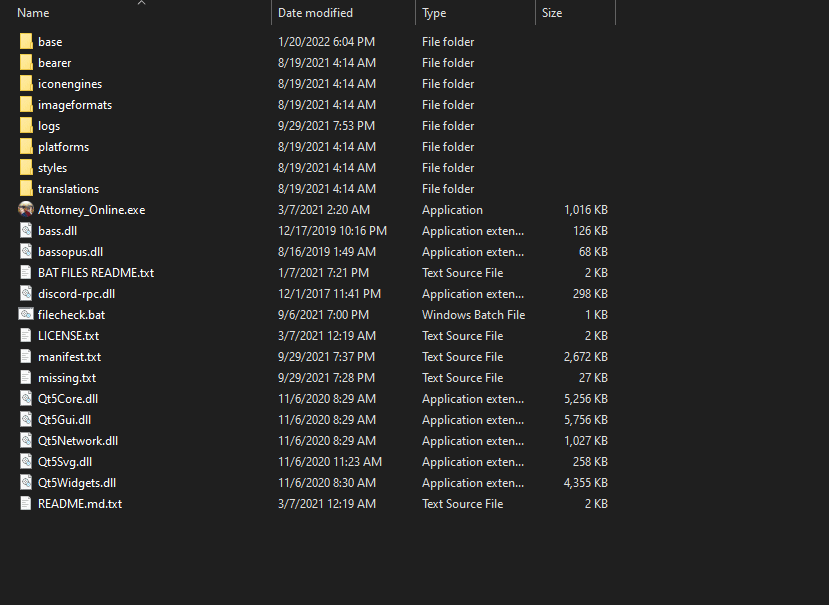 Name Date modified Type Size
base 1/20/2022 6:04 PM File folder
bearer 8/19/2021 4:14 AM File folder
iconengines 8/19/2021 4:14 AM File folder
imageformats 8/19/2021 4:14 AM File folder
logs 9/29/2021 7:53 PM File folder
platforms 8/19/2021 4:14 AM File folder
styles 8/19/2021 4:14 AM File folder
translations 8/19/2021 4:14 AM File folder
Attorney_Online.exe 3/7/2021 2:20 AM Application 1,016 KB
bass.dll 12/17/2019 10:16 PM Application exten... 126 KB
bassopus.dll 8/16/2019 1:49 AM Application exten... 68 KB
BAT FILES README.txt 1/7/2021 7:21 PM Text Source File 2 KB
discord-rpc.dll 12/1/2017 11:41 PM Application exten... 298 KB
filecheck.bat 9/6/2021 7:00 PM Windows Batch File 1 KB
LICENSE.txt 3/7/2021 12:19 AM Text Source File 2 KB
manifest.txt 9/29/2021 7:37 PM Text Source File 2,672 KB
missing.txt 9/29/2021 7:28 PM Text Source File 27 KB
Qt5Core.dll 11/6/2020 8:29 AM Application exten... 5,256 KB
Qt5Gui.dll 11/6/2020 8:29 AM Application exten... 5,756 KB
Qt5Network.dll 11/6/2020 8:29 AM Application exten... 1,027 KB
Qt5Svg.dll 11/6/2020 11:23 AM Application exten... 258 KB
Qt5Widgets.dll 11/6/2020 8:30 AM Application exten... 4,355 KB
README.md.txt 3/7/2021 12:19 AM Text Source File 2 KB